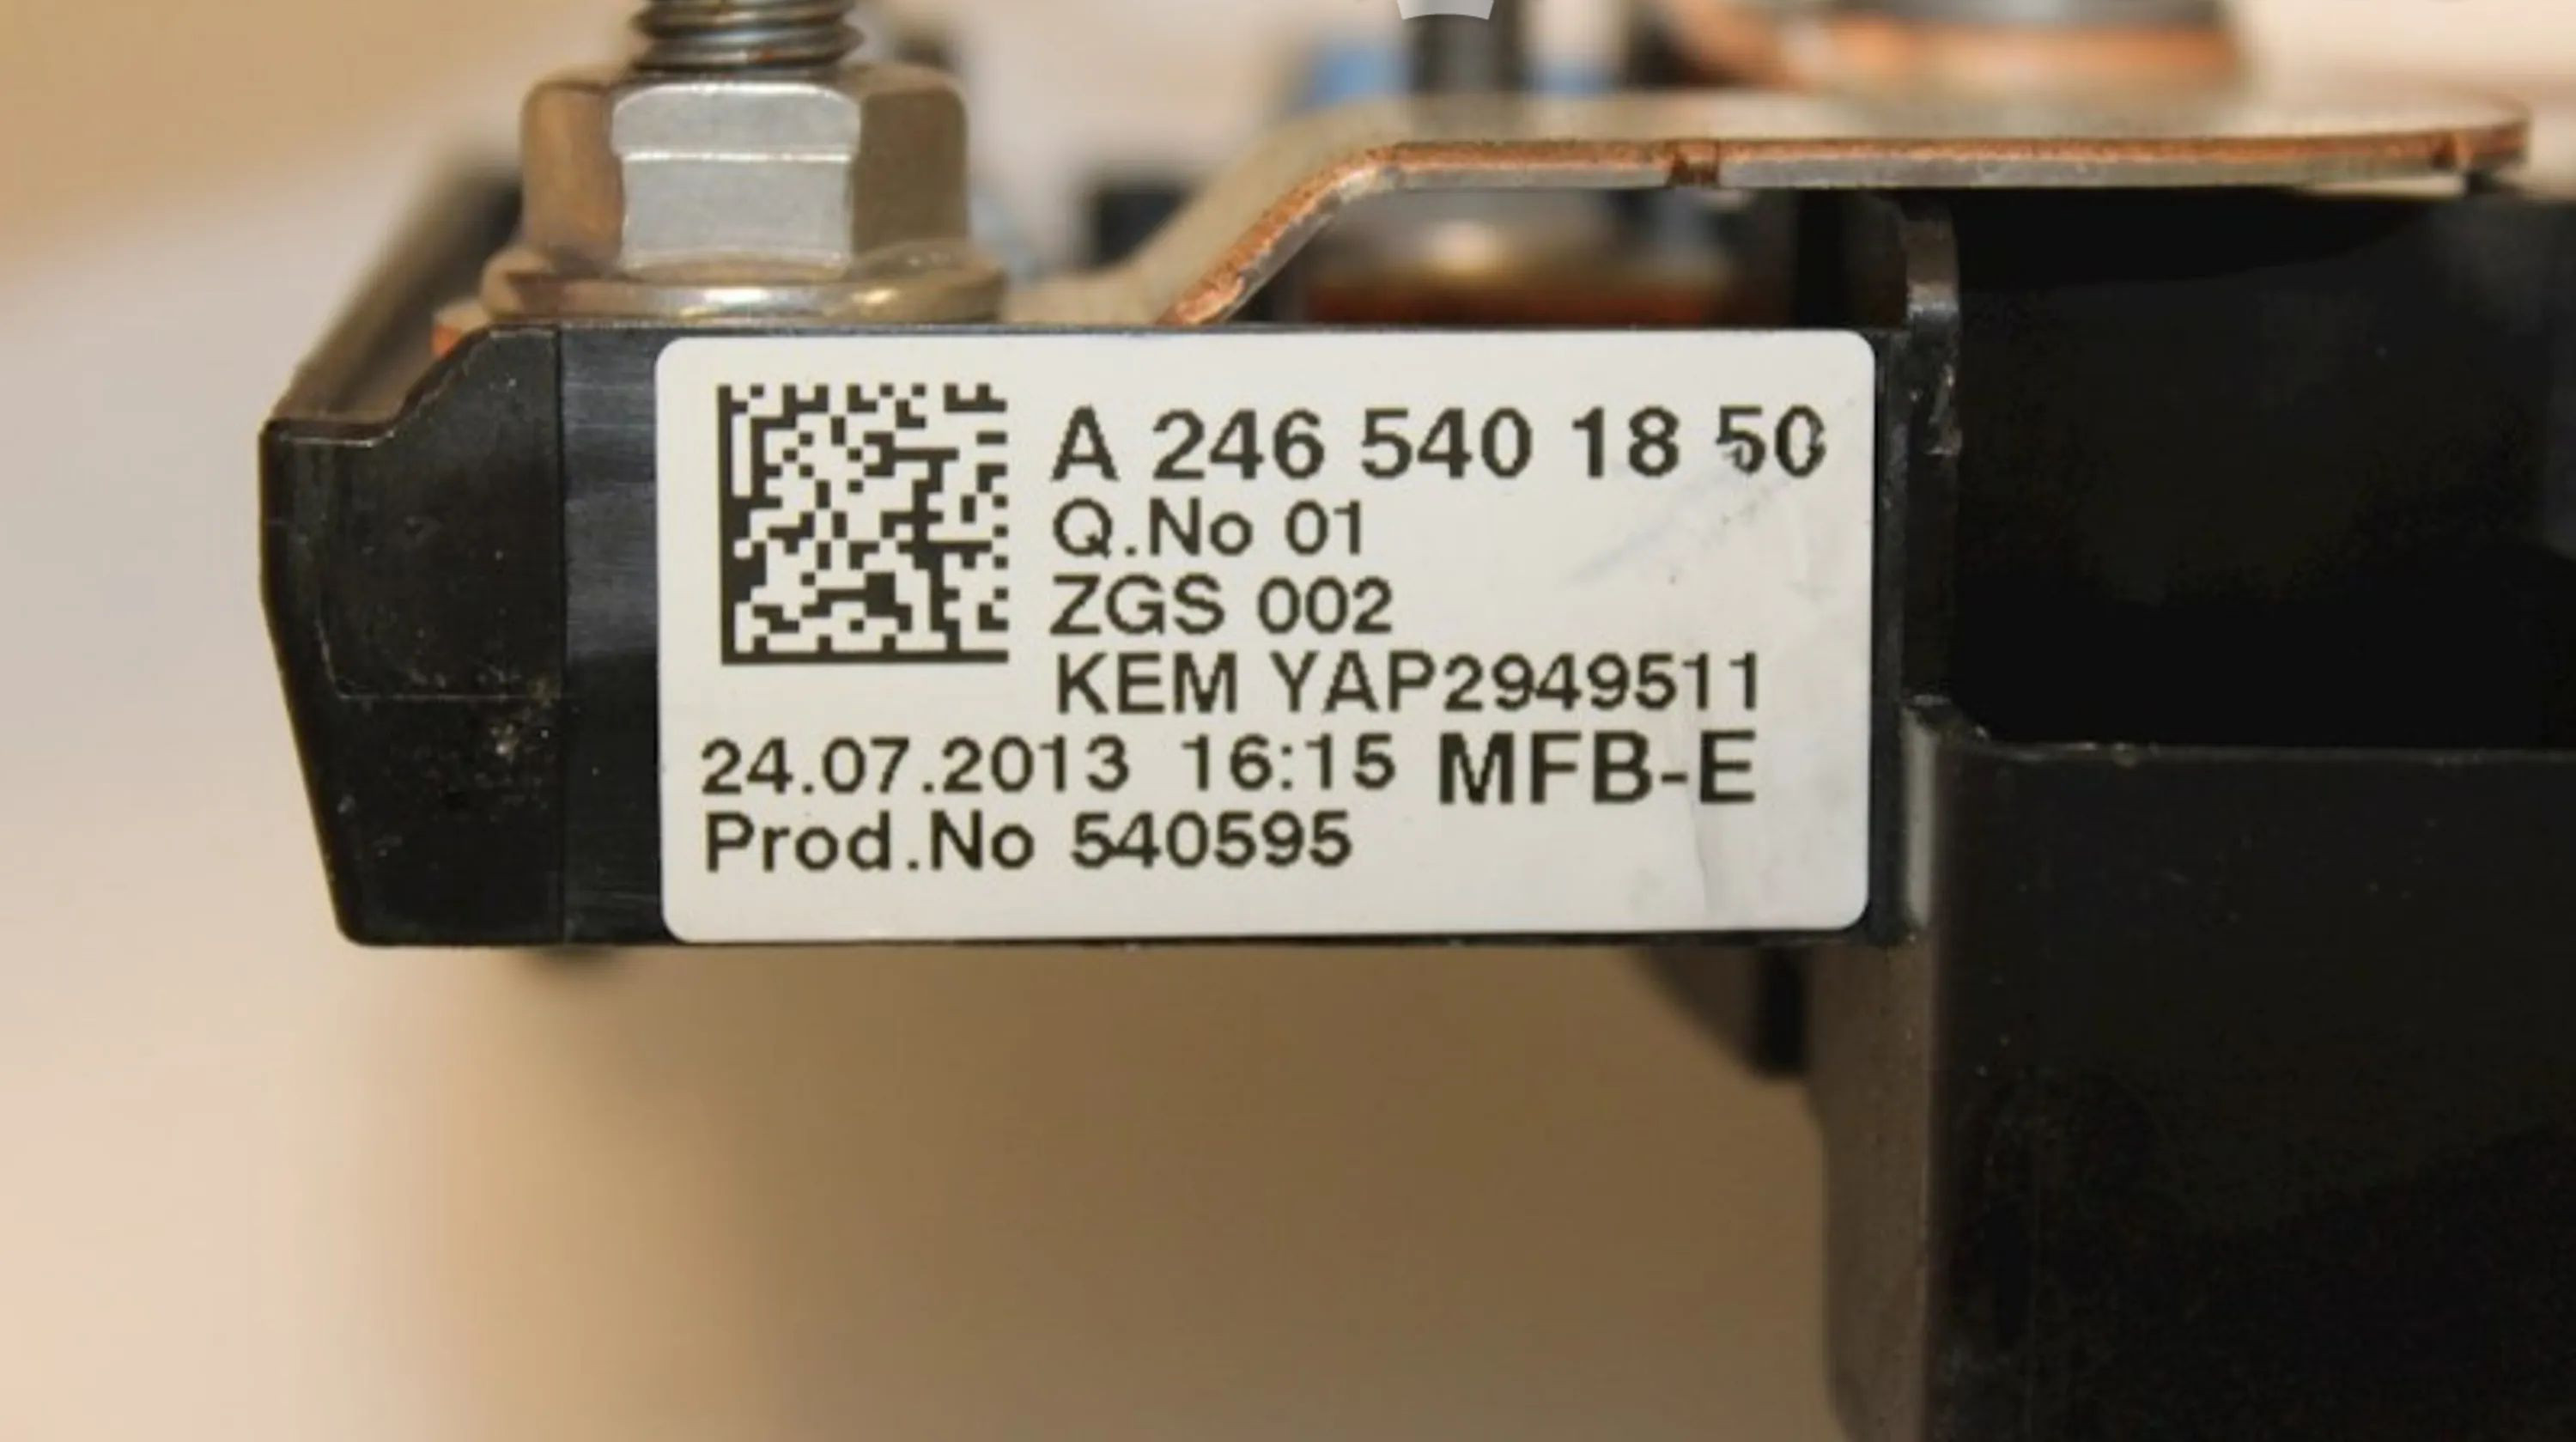 A 246 540 18 50
Q.No 01
ZGS 002
KEM YAP2949511
24.07.2013 16:15 MFB-E
Prod.No 540595